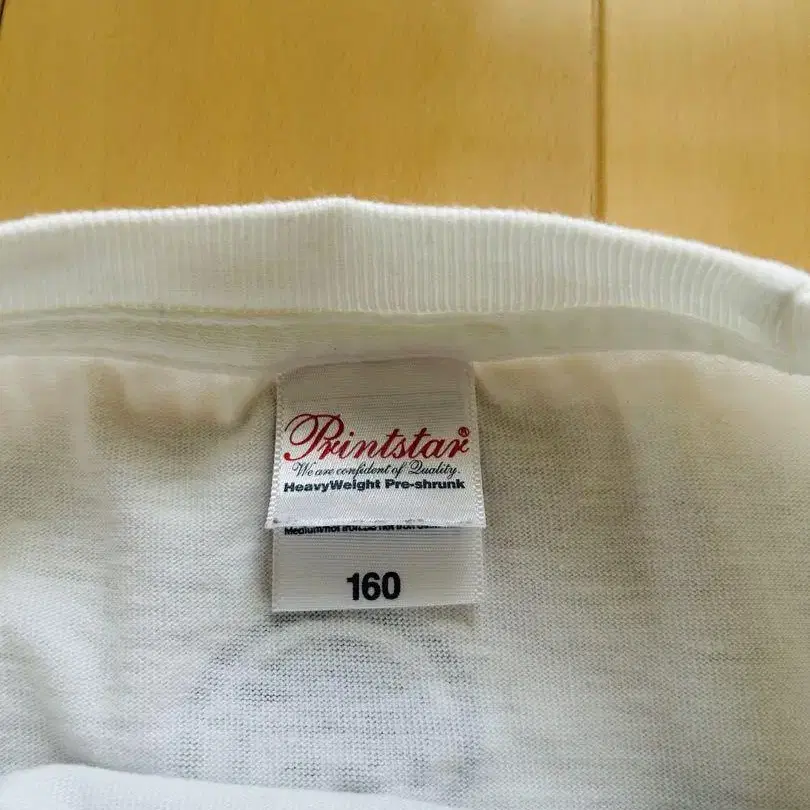 Printstar®
We are confident of Quality.
HeavyWeight Pre-shrunk
160